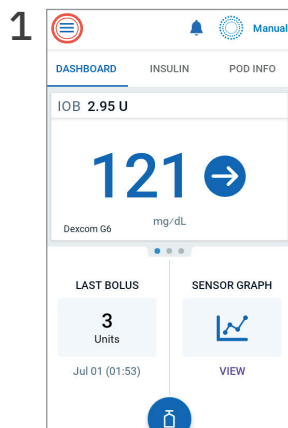 1
Manual
DASHBOARD INSULIN POD INFO
IOB 2.95 U
121
mg/dL
Dexcom G6
LAST BOLUS SENSOR GRAPH
3
Units
Jul 01 (01:53) VIEW